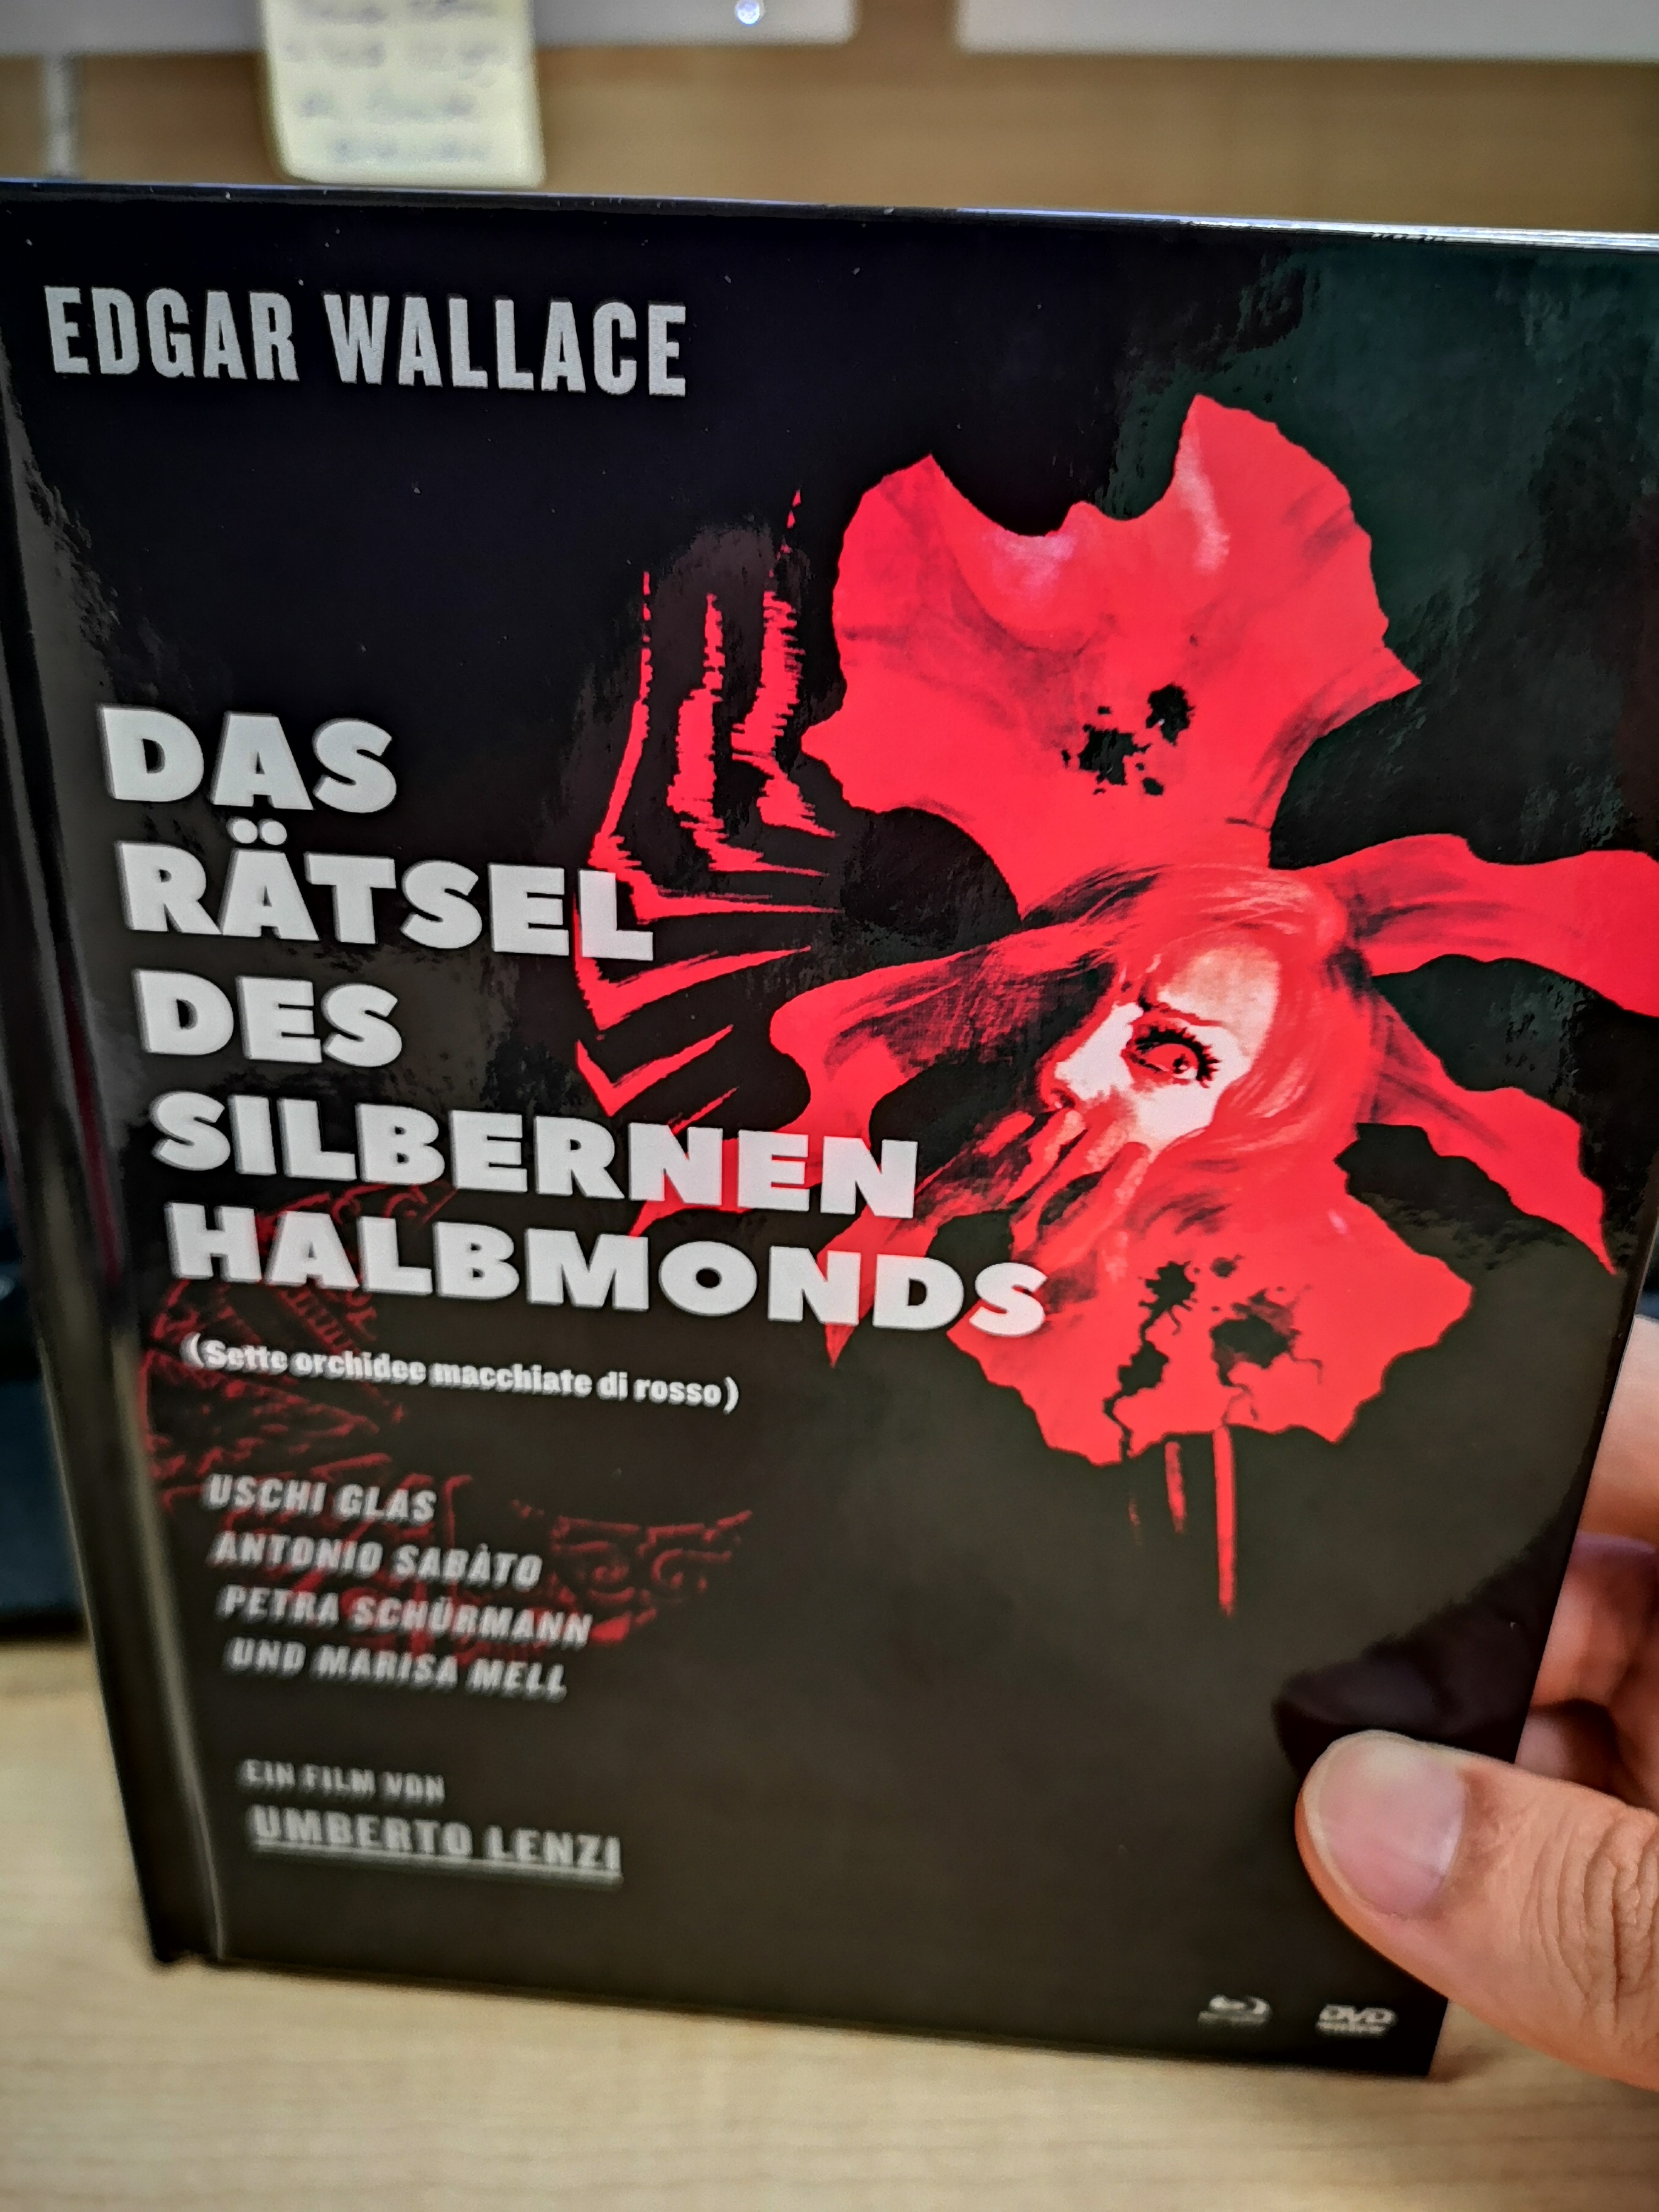 EDGAR WALLACE
DAS
RÄTSEL
DES
SILBERNEN
HALBMONDS
(Sette orchidee macchiate di rosso)
USCHI GLAS
ANTONIO SABÀTO
PETRA SCHÜRMANN
UND MARISA MELL
EIN FILM VON
UMBERTO LENZI
DVD